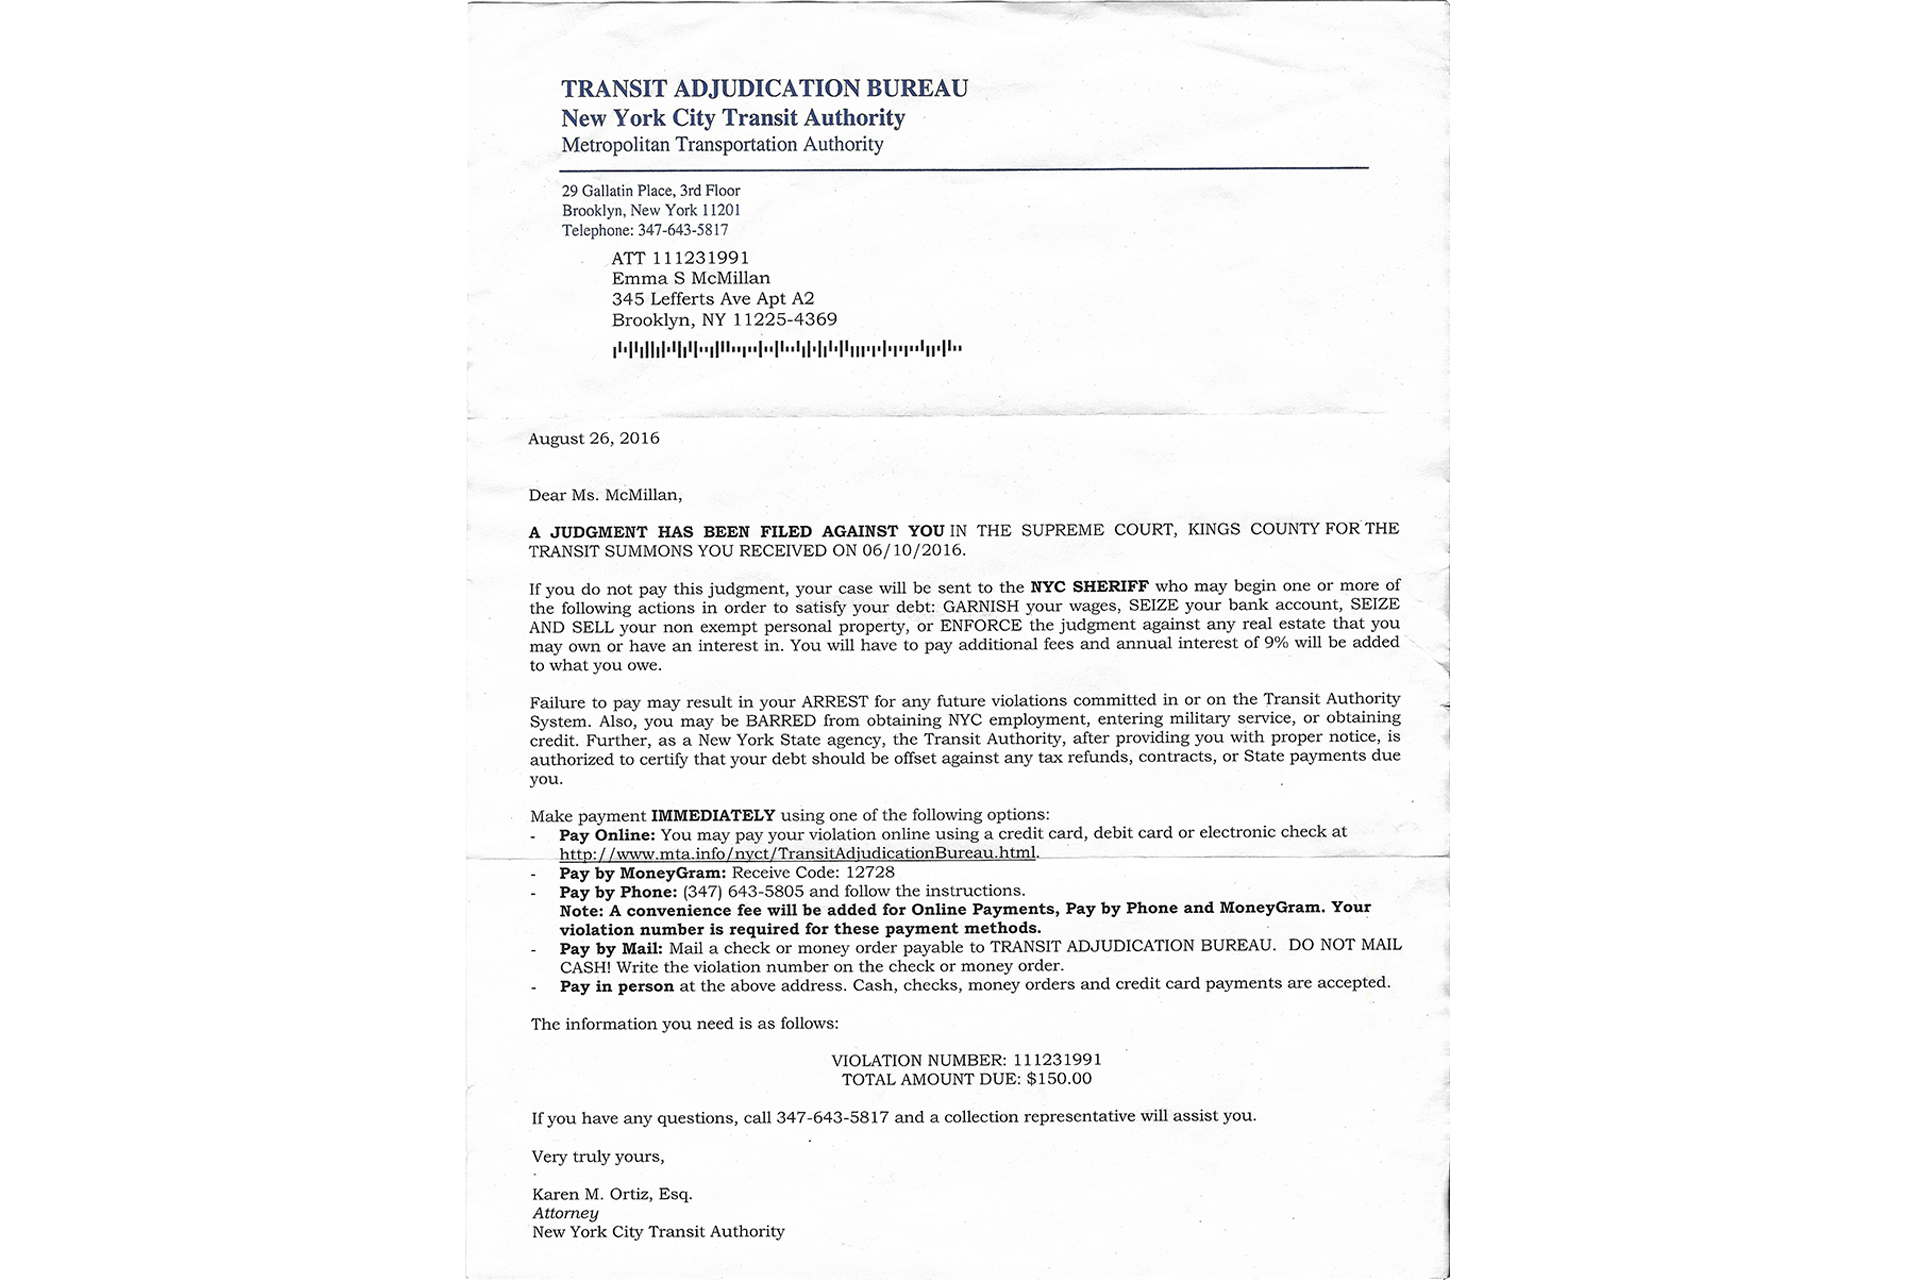 TRANSIT ADJUDICATION BUREAU
New York City Transit Authority
Metropolitan Transportation Authority
29 Gallatin Place, 3rd Floor
Brooklyn, New York 11201
Telephone: 347-643-5817
ATT 111231991
Emma S McMillan
345 Lefferts Ave Apt A2
Brooklyn, NY 11225-4369
August 26, 2016
Dear Ms. McMillan,
A JUDGMENT HAS BEEN FILED AGAINST YOU IN THE SUPREME COURT, KINGS COUNTY FOR THE
TRANSIT SUMMONS YOU RECEIVED ON 06/10/2016.
If you do not pay this judgment, your case will be sent to the NYC SHERIFF who may begin one or more of
the following actions in order to satisfy your debt: GARNISH your wages, SEIZE your bank account, SEIZE
AND SELL your non exempt personal property, or ENFORCE the judgment against any real estate that you
may own or have an interest in. You will have to pay additional fees and annual interest of 9% will be added
to what you owe.
Failure to pay may result in your ARREST for any future violations committed in or on the Transit Authority
System. Also, you may be BARRED from obtaining NYC employment, entering military service, or obtaining
credit. Further, as a New York State agency, the Transit Authority, after providing you with proper notice, is
authorized to certify that your debt should be offset against any tax refunds, contracts, or State payments due
you.
Make payment IMMEDIATELY using one of the following options:
- Pay Online: You may pay your violation online using a credit card, debit card or electronic check at
http://www.mta.info/nyct/TransitAdjudicationBureau.html.
- Pay by MoneyGram: Receive Code: 12728
- Pay by Phone: (347) 643-5805 and follow the instructions.
Note: A convenience fee will be added for Online Payments, Pay by Phone and MoneyGram. Your
violation number is required for these payment methods.
- Pay by Mail: Mail a check or money order payable to TRANSIT ADJUDICATION BUREAU. DO NOT MAIL
CASH! Write the violation number on the check or money order.
- Pay in person at the above address. Cash, checks, money orders and credit card payments are accepted.
The information you need is as follows:
VIOLATION NUMBER: 111231991
TOTAL AMOUNT DUE: $150.00
If you have any questions, call 347-643-5817 and a collection representative will assist you.
Very truly yours,
Karen M. Ortiz, Esq.
Attorney
New York City Transit Authority